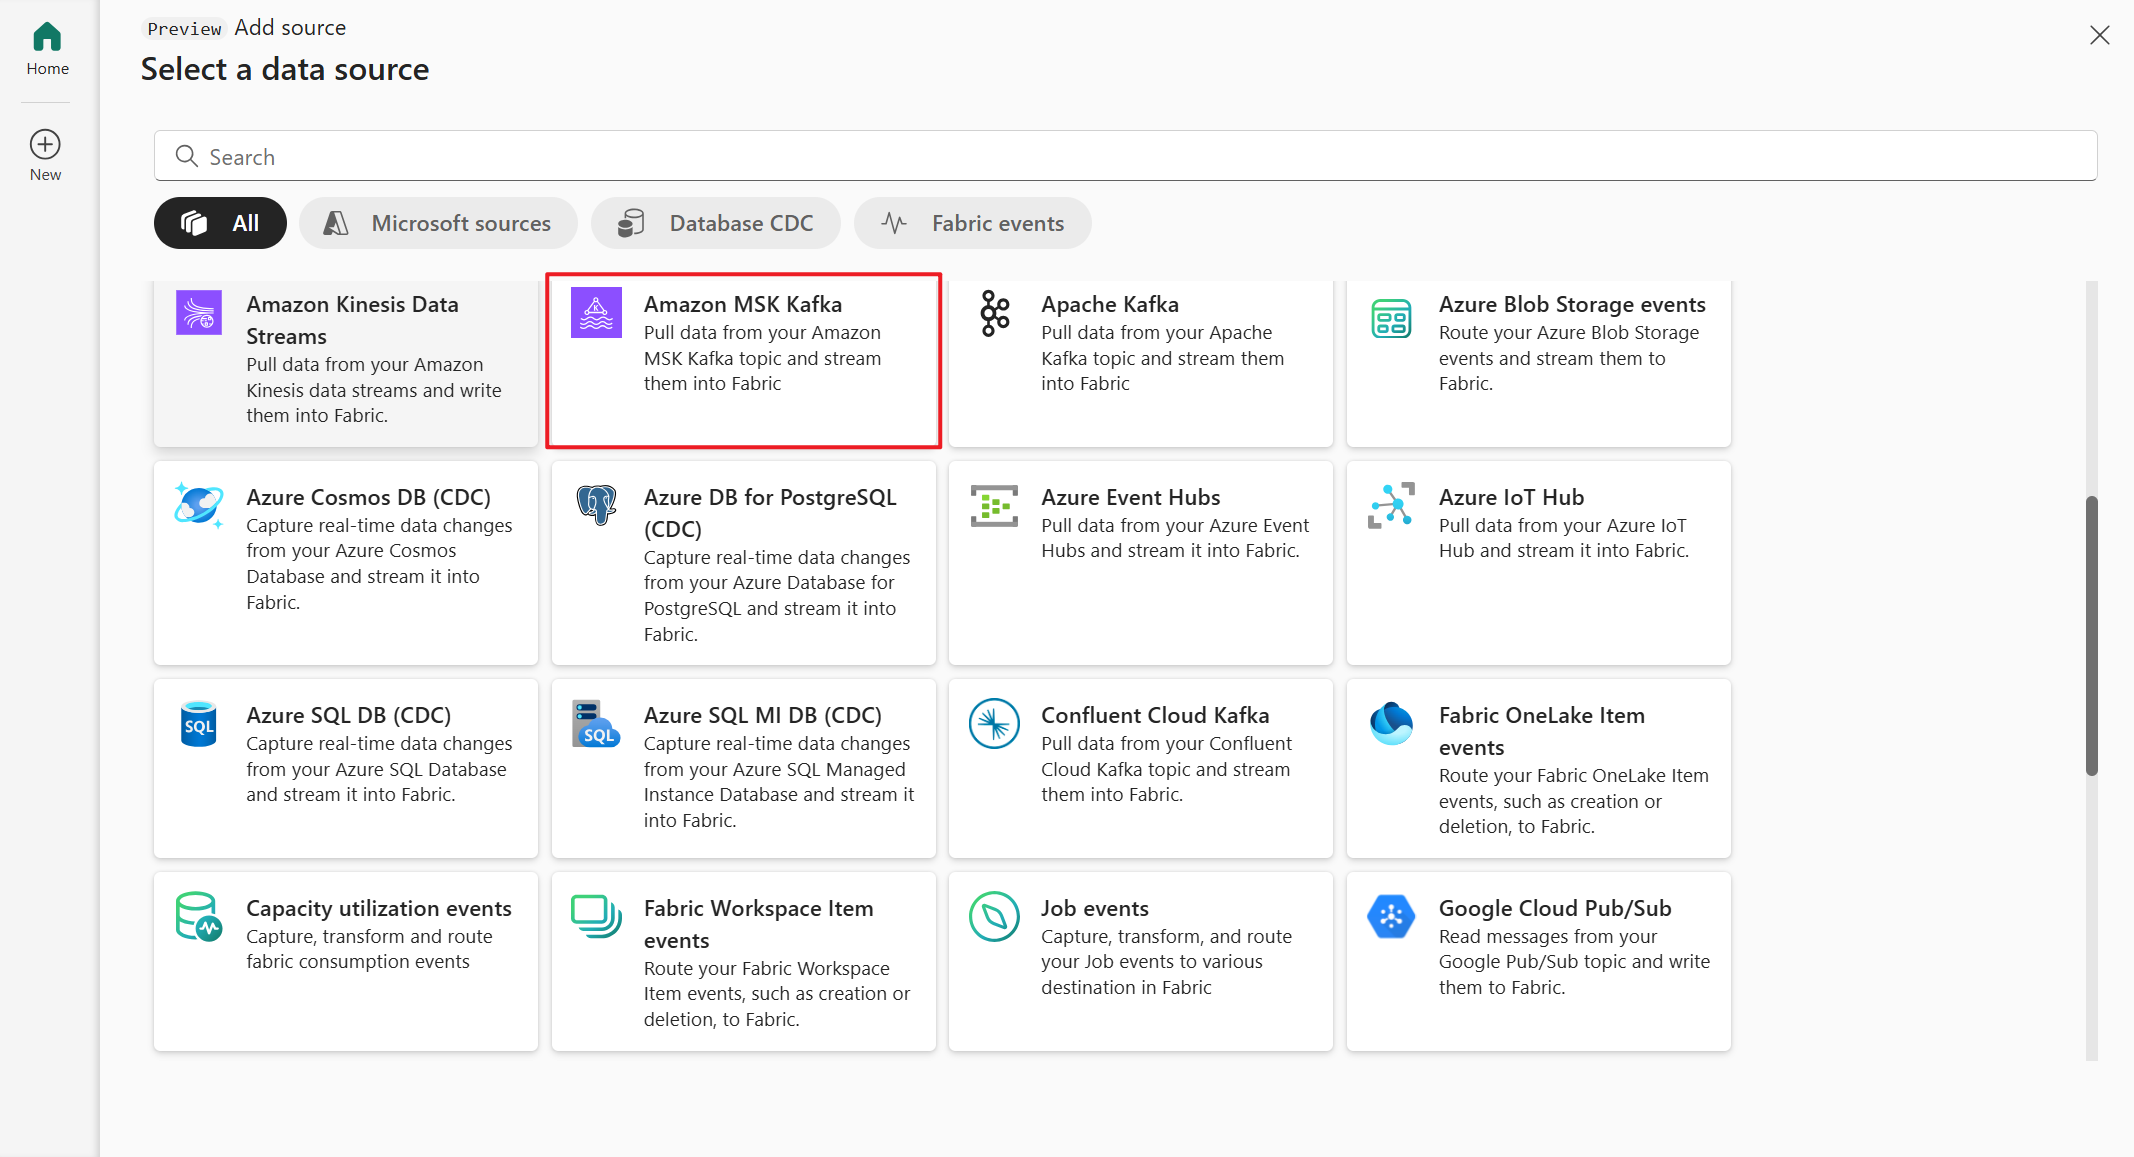 Home
New
Preview Add source
Select a data source
Search
All
Microsoft sources
Database CDC
Fabric events
Amazon Kinesis Data
Streams
Pull data from your Amazon
Kinesis data streams and write
them into Fabric.
Amazon MSK Kafka
Pull data from your Amazon
MSK Kafka topic and stream
them into Fabric
Apache Kafka
Pull data from your Apache
Kafka topic and stream them
into Fabric
Azure Blob Storage events
Route your Azure Blob Storage
events and stream them to
Fabric.
Azure Cosmos DB (CDC)
Capture real-time data changes
from your Azure Cosmos
Database and stream it into
Fabric.
Azure DB for PostgreSQL
(CDC)
Capture real-time data changes
from your Azure Database for
PostgreSQL and stream it into
Fabric.
Azure Event Hubs
Pull data from your Azure Event
Hubs and stream it into Fabric.
Azure IoT Hub
Pull data from your Azure IoT
Hub and stream it into Fabric.
SQL
Azure SQL DB (CDC)
Capture real-time data changes
from your Azure SQL Database
and stream it into Fabric.
SQL
Azure SQL MI DB (CDC)
Capture real-time data changes
from your Azure SQL Managed
Instance Database and stream it
into Fabric.
Confluent Cloud Kafka
Pull data from your Confluent
Cloud Kafka topic and stream
them into Fabric.
Fabric OneLake Item
events
Route your Fabric OneLake Item
events, such as creation or
deletion, to Fabric.
Capacity utilization events
Capture, transform and route
fabric consumption events
Fabric Workspace Item
events
Route your Fabric Workspace
Item events, such as creation or
deletion, to Fabric.
Job events
Capture, transform, and route
your Job events to various
destination in Fabric
Google Cloud Pub/Sub
Read messages from your
Google Pub/Sub topic and write
them to Fabric.